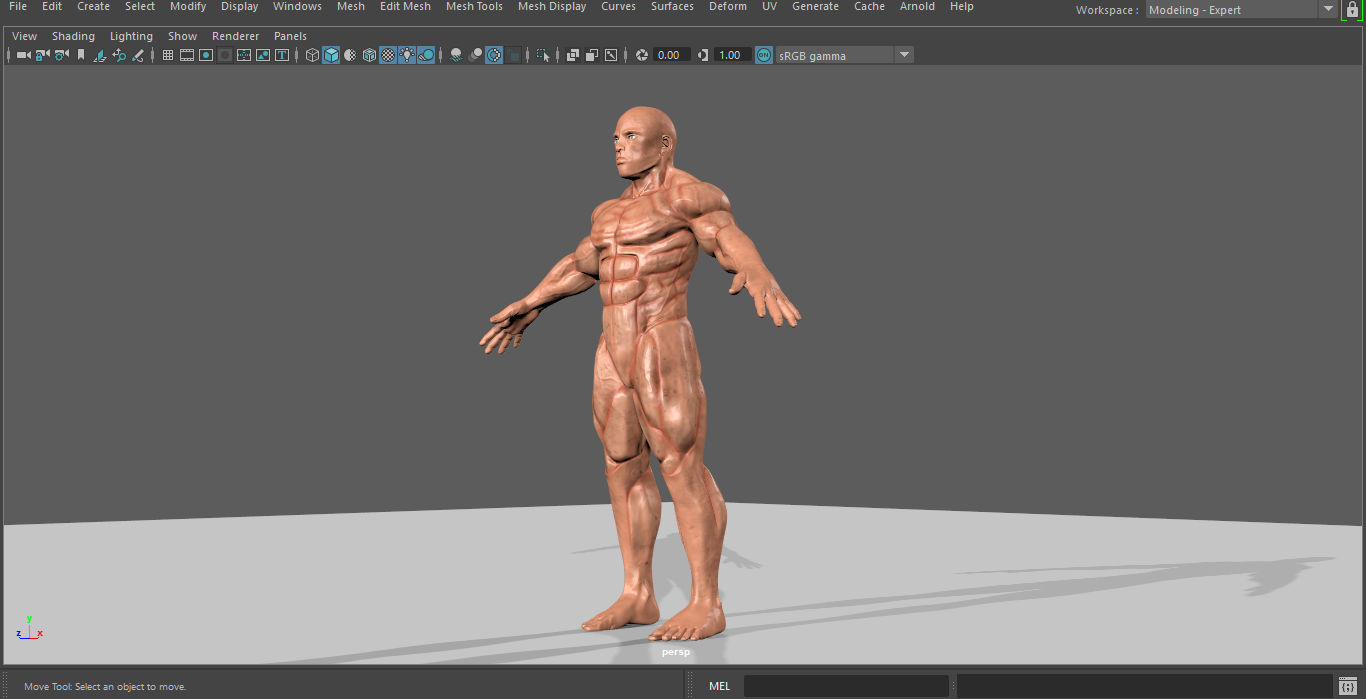 File Edit Create Select Modify Display Windows Mesh Edit Mesh Mesh Tools Mesh Display Curves Surfaces Deform UV Generate Cache Arnold Help Workspace : Modeling - Expert
View Shading Lighting Show Renderer Panels
0.00 1.00 ON sRGB gamma
y
z x
persp
Move Tool: Select an object to move. MEL